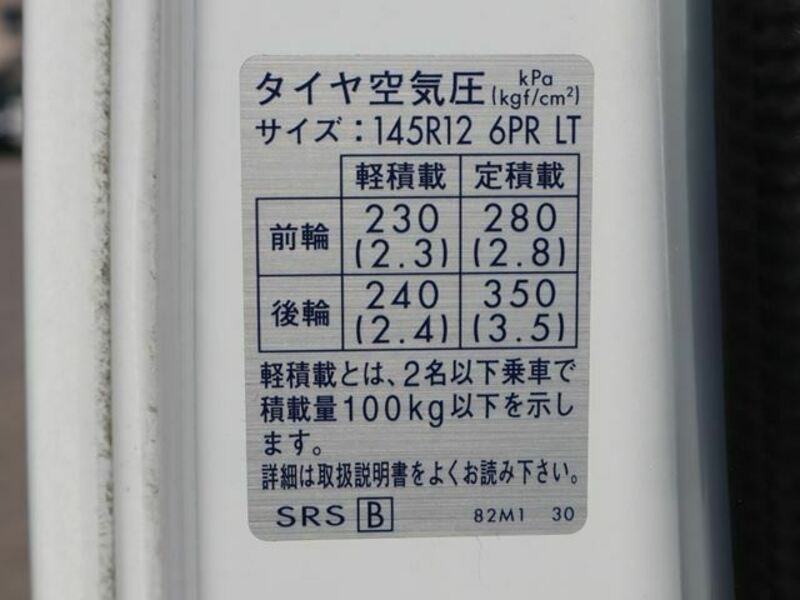 タイヤ空気圧 kPa (kgf/cm²)
サイズ：145R12 6PR LT
軽積載 定積載
前輪 230 (2.3) 280 (2.8)
後輪 240 (2.4) 350 (3.5)
軽積載とは、2名以下乗車で
積載量100kg以下を示し
ます。
詳細は取扱説明書をよくお読み下さい。
SRS B 82M1 30